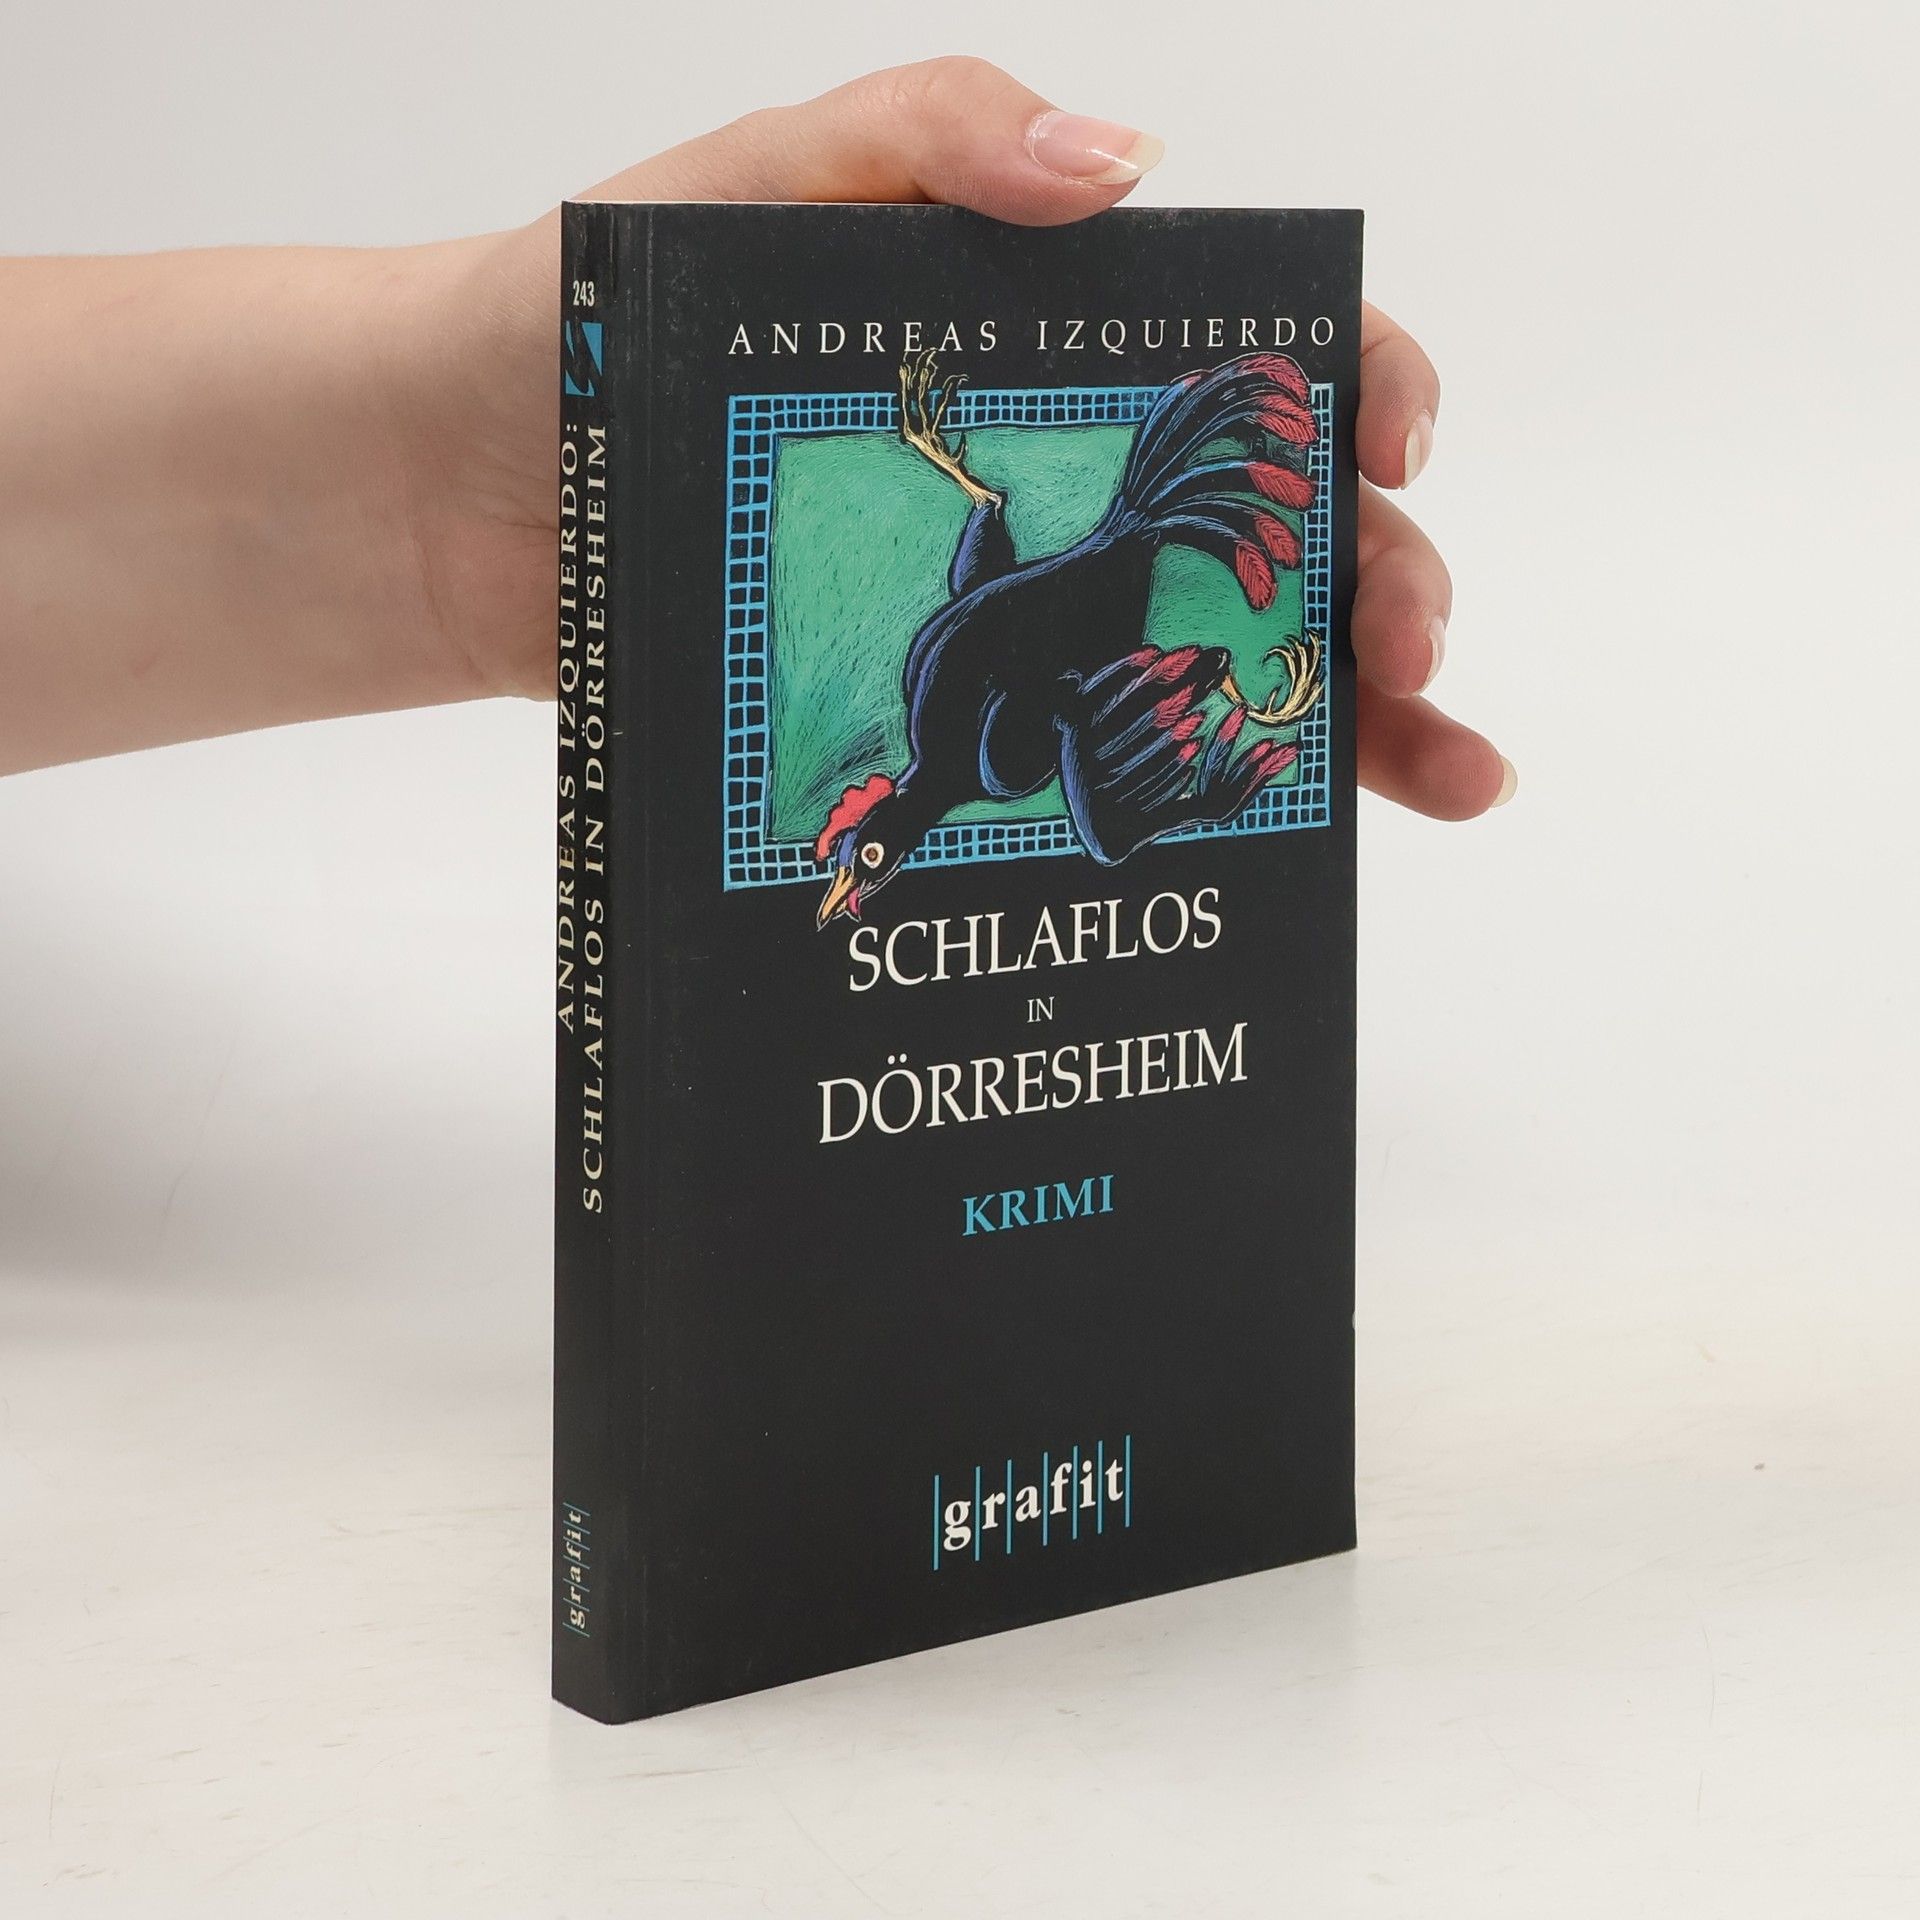 243
ANDREAS IZQUIERDO:
SCHLAFLOS IN DÖRRESHEIM
grafit
ANDREAS IZQUIERDO
SCHLAFLOS
IN
DÖRRESHEIM
KRIMI
grafit